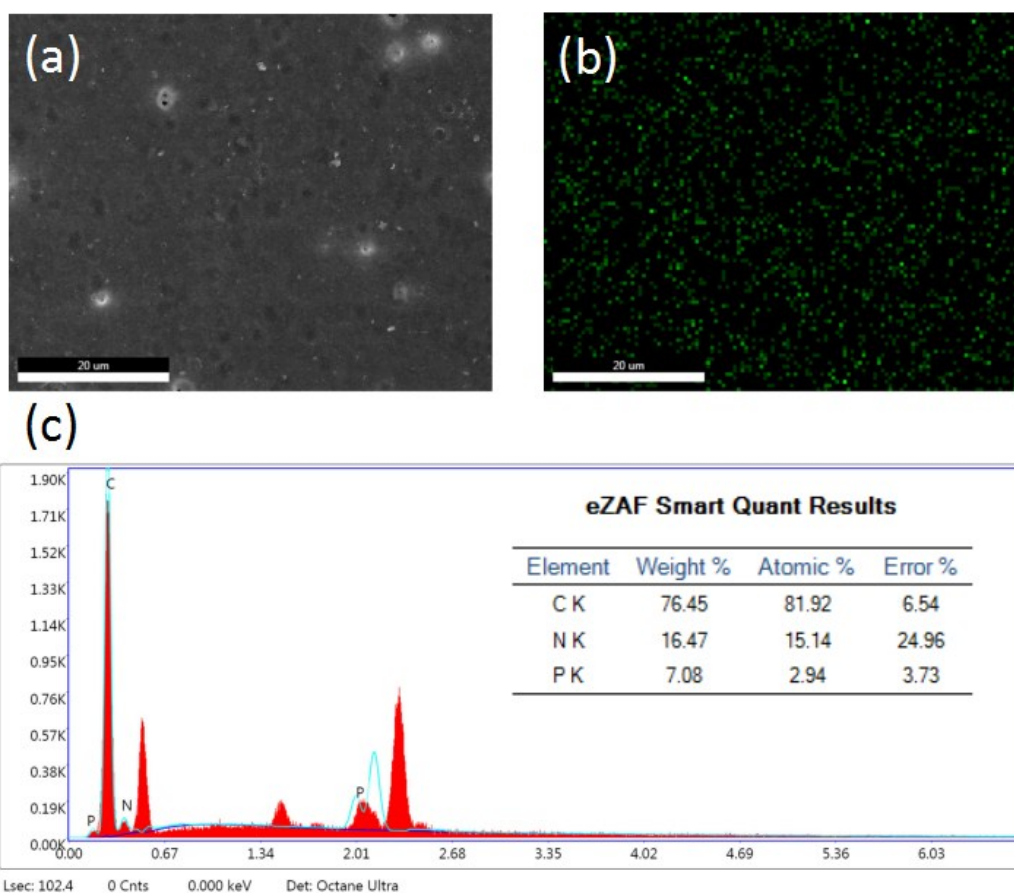 (a)
(b)
20 um
20 um
(c)
1.90K
1.71K
1.52K
1.33K
1.14K
0.95K
0.76K
0.57K
0.38K
0.19K
0.00K
C
P
N
P
eZAF Smart Quant Results
Element Weight % Atomic % Error %
C K 76.45 81.92 6.54
N K 16.47 15.14 24.96
P K 7.08 2.94 3.73
0.00 0.67 1.34 2.01 2.68 3.35 4.02 4.69 5.36 6.03
Lsec: 102.4 0 Cnts 0.000 keV Det: Octane Ultra